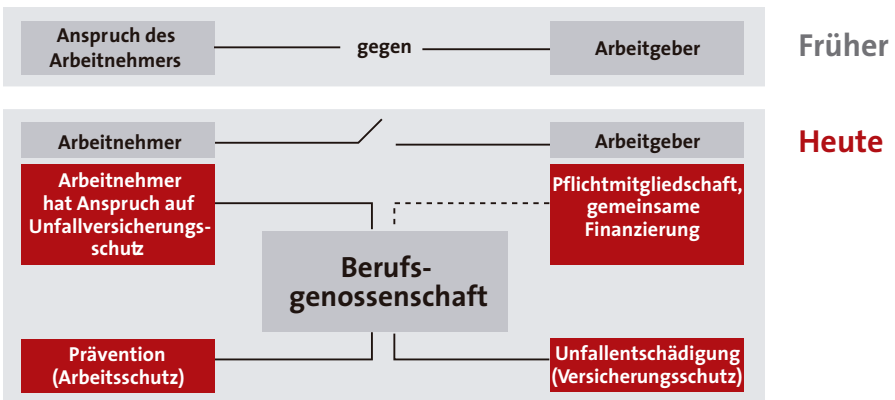 Anspruch des
Arbeitnehmers
gegen
Arbeitgeber
Früher
Arbeitnehmer
Arbeitgeber
Heute
Arbeitnehmer
hat Anspruch auf
Unfallversicherungs-
schutz
Pflichtmitgliedschaft,
gemeinsame
Finanzierung
Berufs-
genossenschaft
Prävention
(Arbeitsschutz)
Unfallentschädigung
(Versicherungsschutz)